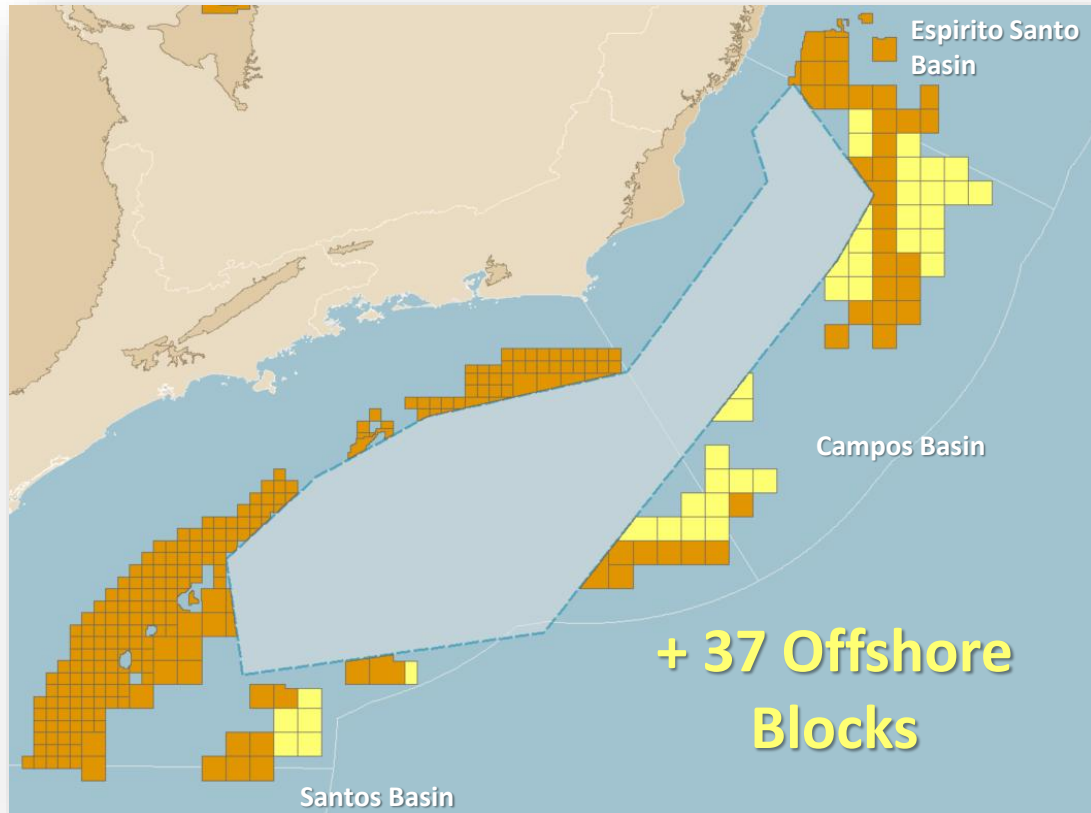 Espirito Santo
Basin
Campos Basin
+ 37 Offshore
Blocks
Santos Basin